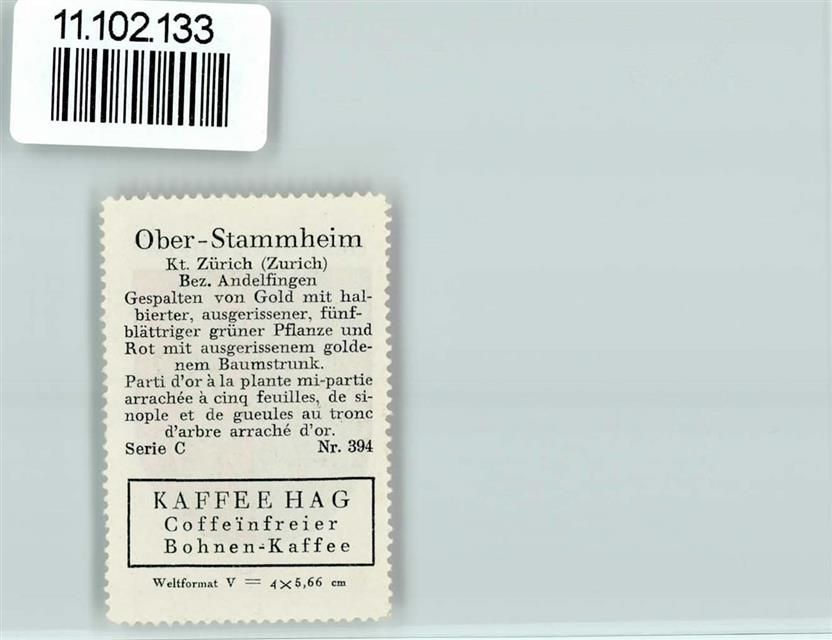 11.102.133
Ober-Stammheim
Kt. Zürich (Zurich)
Bez. Andelfingen
Gespalten von Gold mit hal-
bierter, ausgerissener, fünf-
blättriger grüner Pflanze und
Rot mit ausgerissenem golde-
nem Baumstrunk.
Parti d'or à la plante mi-partie
arrachée à cinq feuilles, de si-
nople et de gueules au tronc
d'arbre arraché d'or.
Serie C Nr. 394
KAFFEE HAG
Coffeïnfreier
Bohnen-Kaffee
Weltformat V = 4×5,66 cm